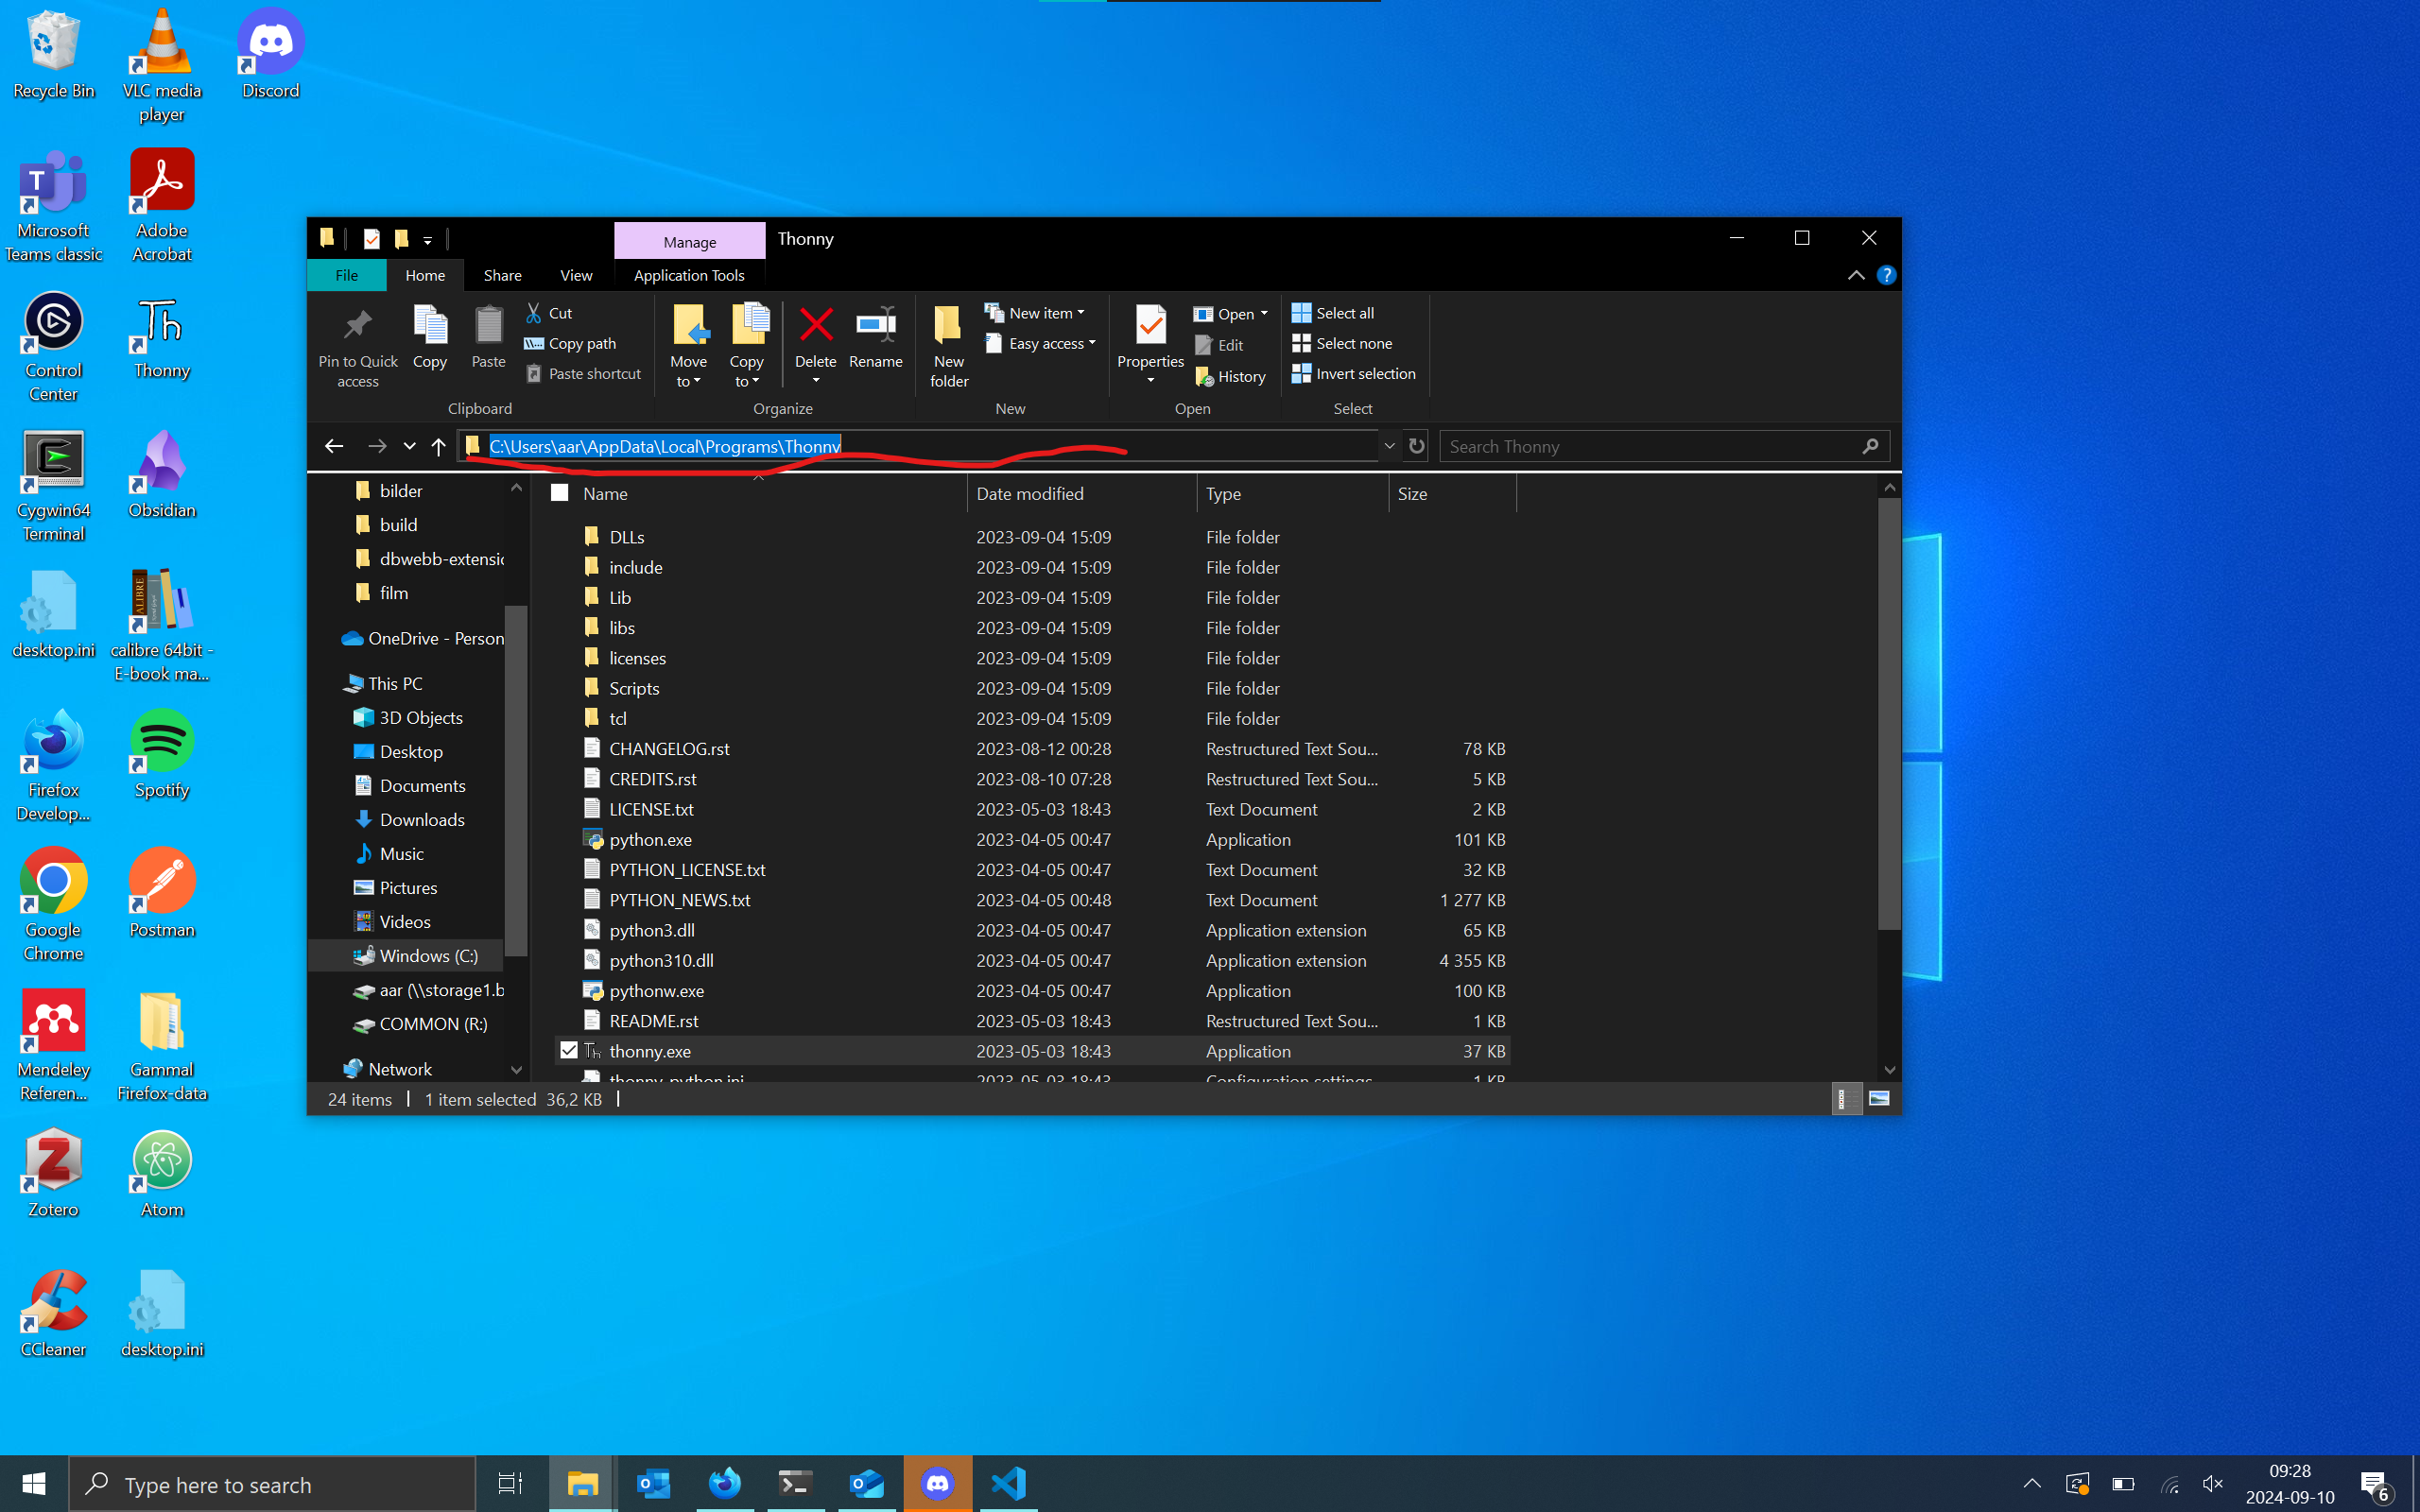 Recycle Bin
VLC media
player
Discord
Microsoft
Teams classic
Adobe
Acrobat
Control
Center
Thonny
Cygwin64
Terminal
Obsidian
desktop.ini
calibre 64bit -
E-book ma...
Firefox
Develop...
Spotify
Google
Chrome
Postman
Mendeley
Referen...
Gammal
Firefox-data
Zotero
Atom
CCleaner
desktop.ini
Manage
Thonny
File
Home
Share
View
Application Tools
Pin to Quick
access
Copy
Paste
Cut
Copy path
Paste shortcut
Clipboard
Move
to
Copy
to
Delete
Rename
Organize
New
folder
New item
Easy access
New
Properties
Open
Edit
History
Open
Select all
Select none
Invert selection
Select
C:\Users\aar\AppData\Local\Programs\Thonny
Search Thonny
bilder
build
dbwebb-extensic
film
OneDrive - Person
This PC
3D Objects
Desktop
Documents
Downloads
Music
Pictures
Videos
Windows (C:)
aar (\\storage1.b
COMMON (R:)
Network
Name Date modified Type Size
DLLs 2023-09-04 15:09 File folder
include 2023-09-04 15:09 File folder
Lib 2023-09-04 15:09 File folder
libs 2023-09-04 15:09 File folder
licenses 2023-09-04 15:09 File folder
Scripts 2023-09-04 15:09 File folder
tcl 2023-09-04 15:09 File folder
CHANGELOG.rst 2023-08-12 00:28 Restructured Text Sou... 78 KB
CREDITS.rst 2023-08-10 07:28 Restructured Text Sou... 5 KB
LICENSE.txt 2023-05-03 18:43 Text Document 2 KB
python.exe 2023-04-05 00:47 Application 101 KB
PYTHON_LICENSE.txt 2023-04-05 00:47 Text Document 32 KB
PYTHON_NEWS.txt 2023-04-05 00:48 Text Document 1 277 KB
python3.dll 2023-04-05 00:47 Application extension 65 KB
python310.dll 2023-04-05 00:47 Application extension 4 355 KB
pythonw.exe 2023-04-05 00:47 Application 100 KB
README.rst 2023-05-03 18:43 Restructured Text Sou... 1 KB
thonny.exe 2023-05-03 18:43 Application 37 KB
thonny_python.ini 2023-05-03 18:43 Configuration settings 1 KB
24 items 1 item selected 36,2 KB
Type here to search
09:28
2024-09-10
6